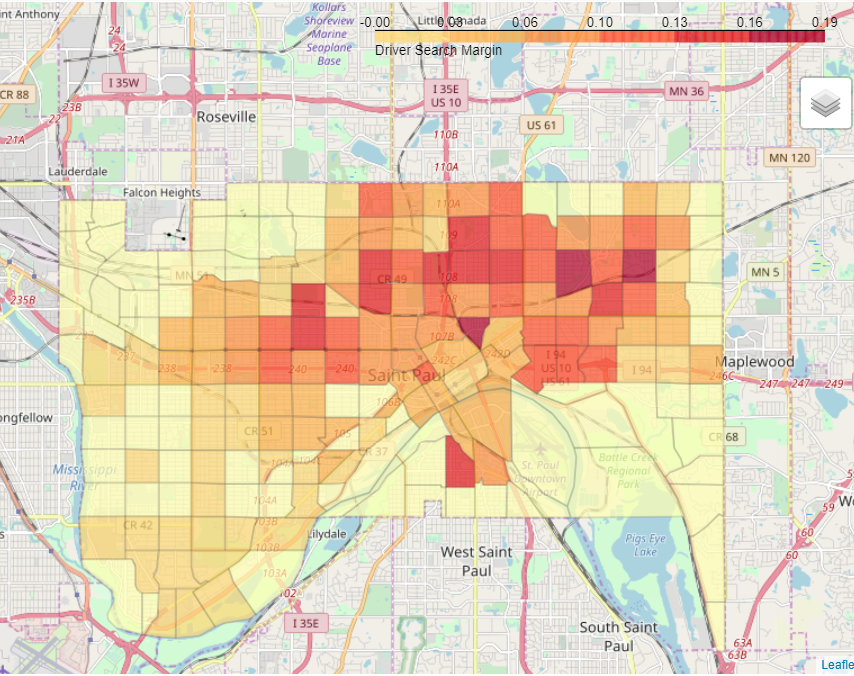 int Anthony
Kollars
Shoreview
Marine
Seaplane
Base
Little Canada
-0.00
0.03
0.06
0.10
0.13
0.16
0.19
Driver Search Margin
24
24
I 35W
CR 88
23B
22
21A
I 35E
US 10
MN 36
Roseville
US 61
110B
110A
MN 120
Lauderdale
Falcon Heights
110A
109
MN 51
CR 49
108
108
MN 5
235B
107B
237
238
238
240
240
242C
242D
I 94
US 10
US 61
I 94
Saint Paul
Maplewood
246C
247
247
249
ongfellow
106B
CR 51
105
CR 37
CR 68
103A
104C
Mississippi
River
St. Paul
Downtown
Airport
Battle Creek
Regional
Park
104A
CR 42
103B
103B
103A
Lilydale
Pigs Eye
Lake
59
60
60
We
West Saint
Paul
102
I 35E
South Saint
Paul
63A
63B
Leafle